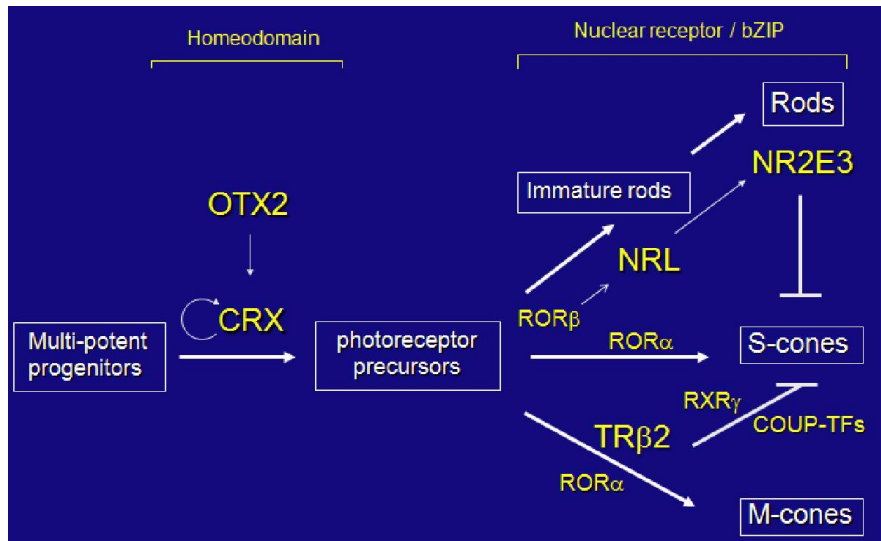 Homeodomain
Nuclear receptor / bZIP
Rods
NR2E3
Immature rods
OTX2
NRL
CRX
RORβ
Multi-potent
progenitors
photoreceptor
precursors
RORα
S-cones
RXRγ
COUP-TFs
TRβ2
RORα
M-cones